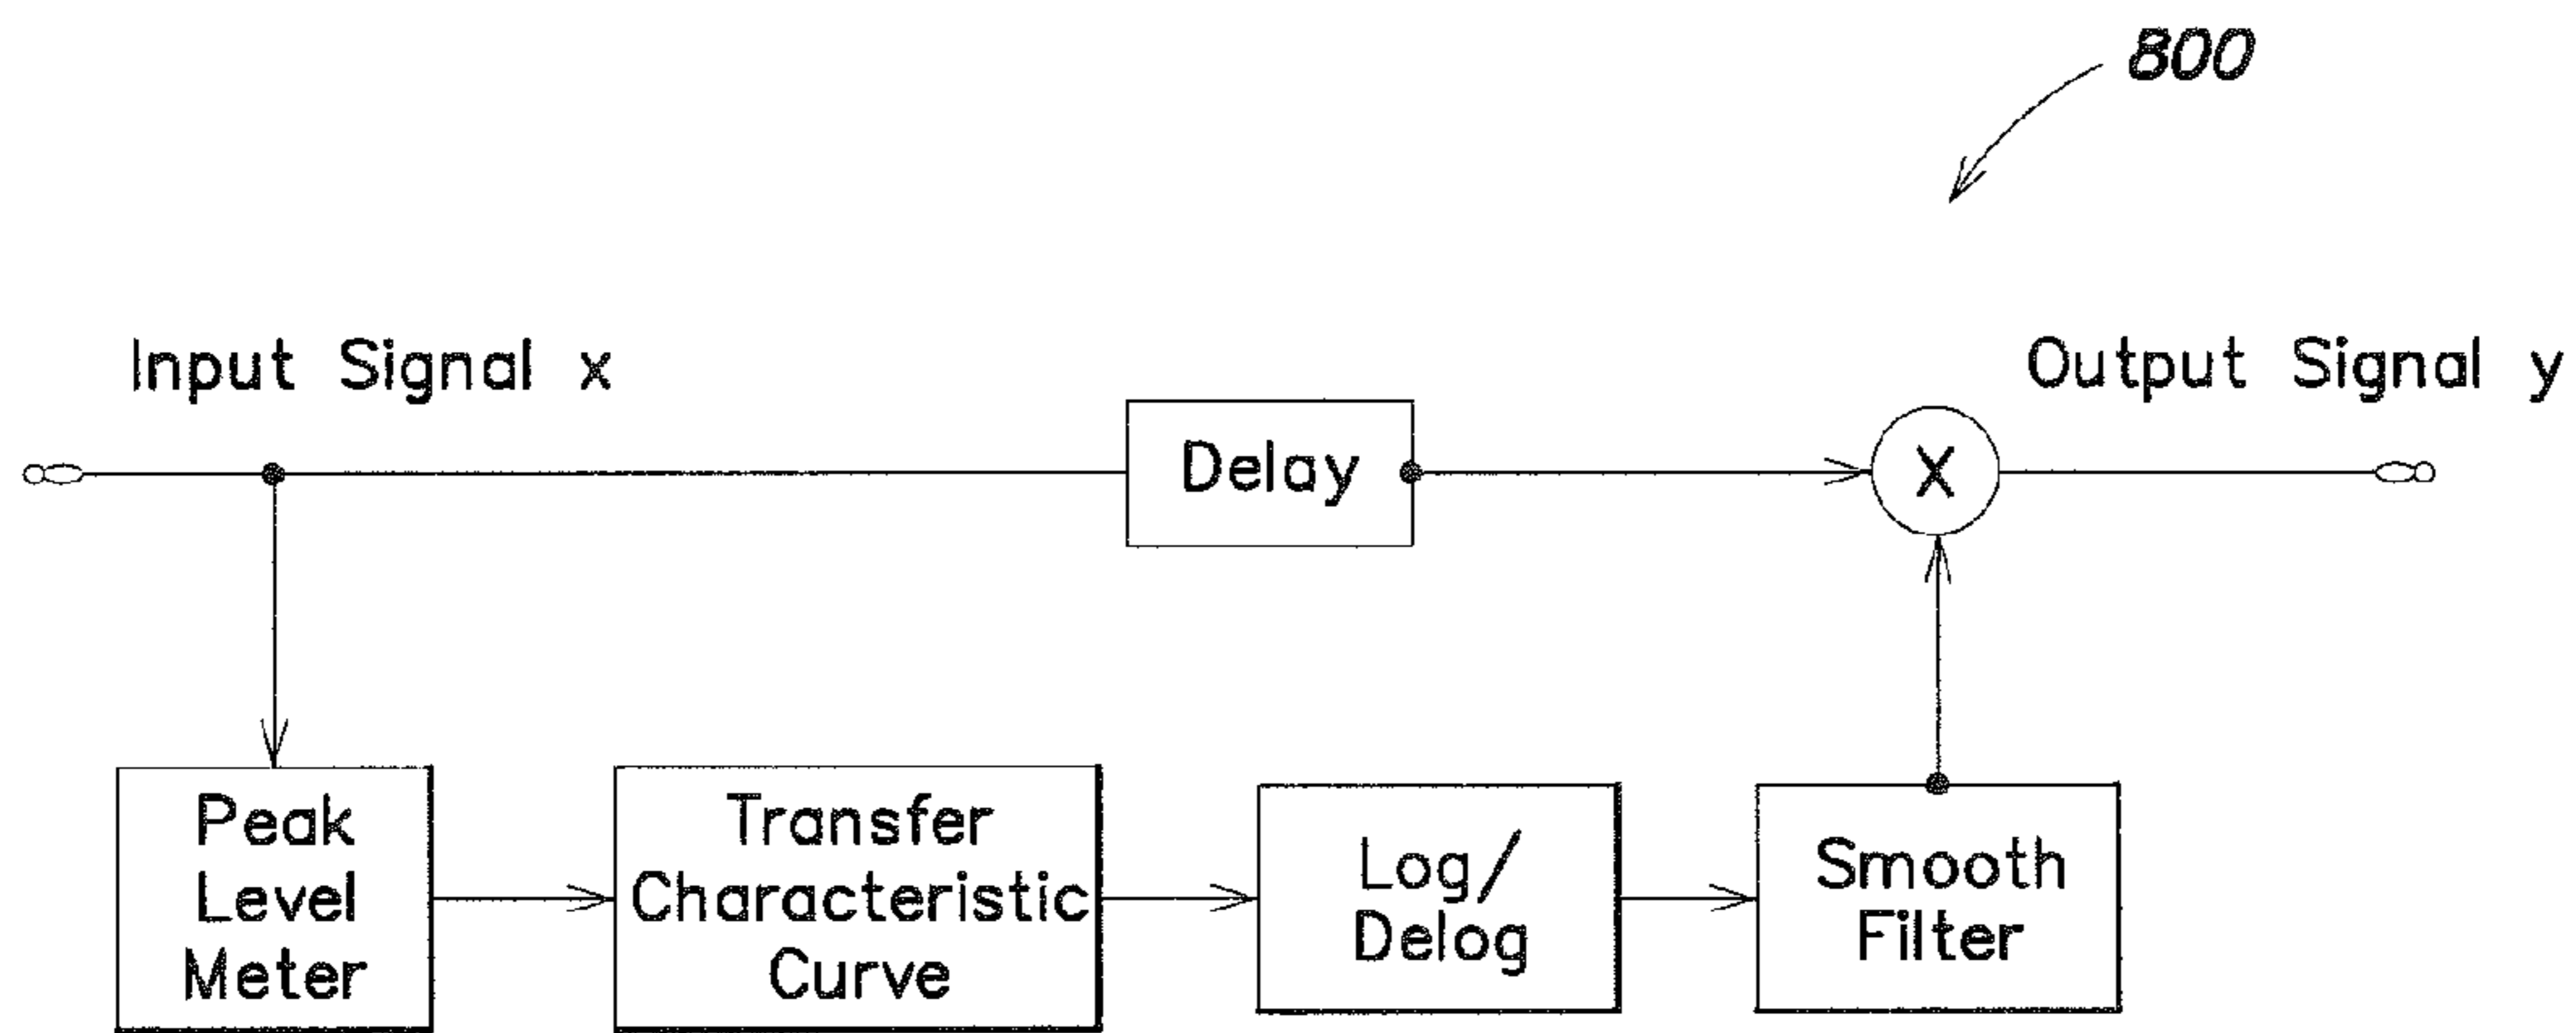 800
Input Signal x
Output Signal y
Delay
X
Peak
Level
Meter
Transfer
Characteristic
Curve
Log/
Delog
Smooth
Filter